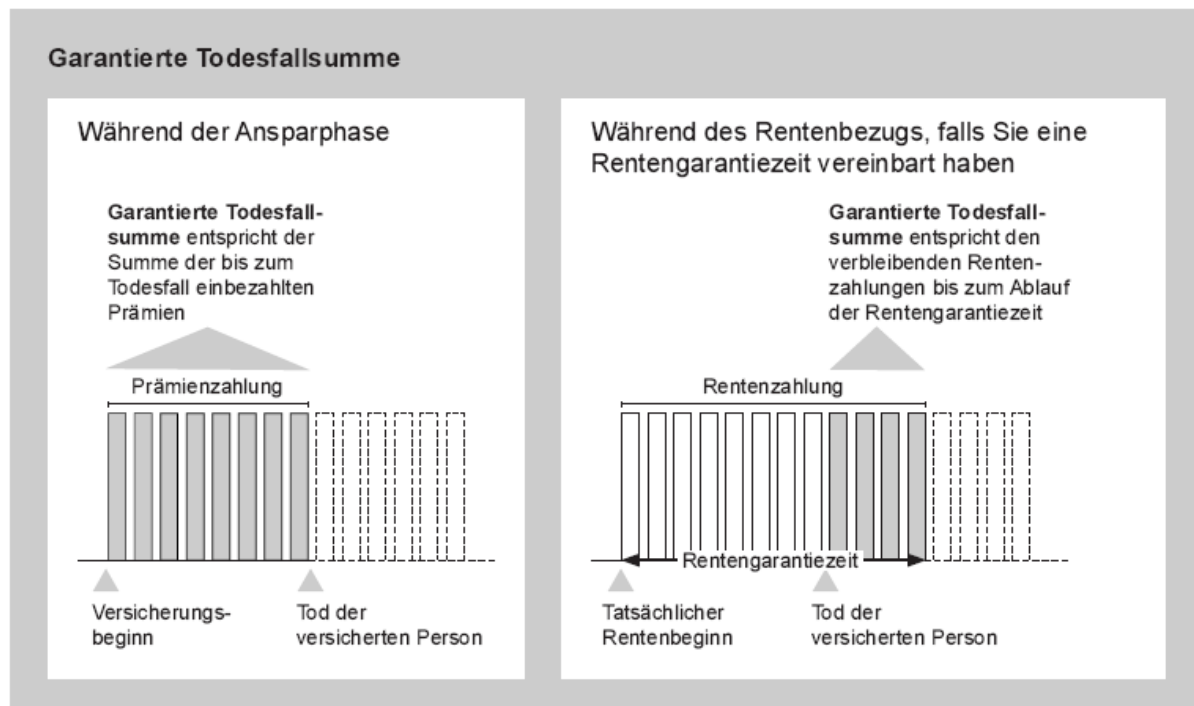 Garantierte Todesfallsumme
Während der Ansparphase
Garantierte Todesfall-
summe entspricht der
Summe der bis zum
Todesfall einbezahlten
Prämien
Prämienzahlung
Versicherungs-
beginn
Tod der
versicherten Person
Während des Rentenbezugs, falls Sie eine
Rentengarantiezeit vereinbart haben
Garantierte Todesfall-
summe entspricht den
verbleibenden Renten-
zahlungen bis zum Ablauf
der Rentengarantiezeit
Rentenzahlung
Rentengarantiezeit
Tatsächlicher
Rentenbeginn
Tod der
versicherten Person